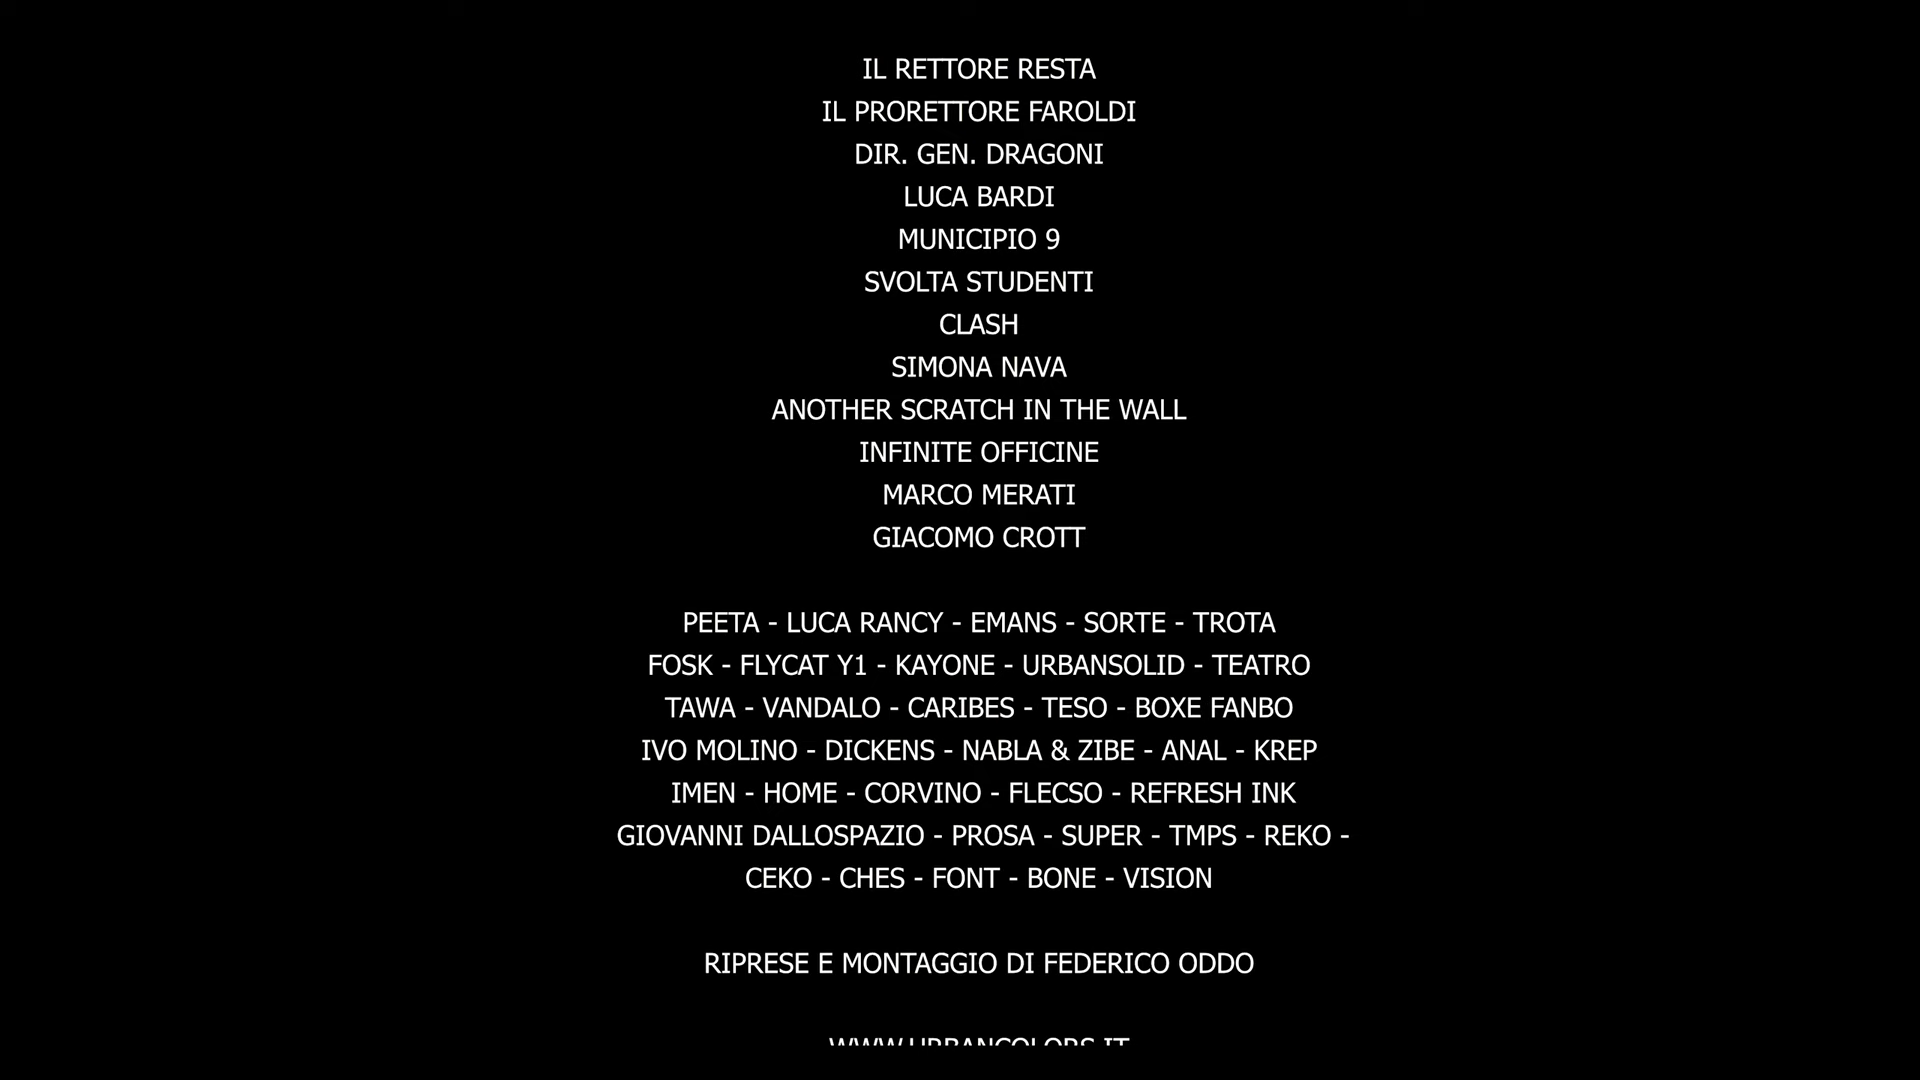 IL RETTORE RESTA
IL PRORETTORE FAROLDI
DIR. GEN. DRAGONI
LUCA BARDI
MUNICIPIO 9
SVOLTA STUDENTI
CLASH
SIMONA NAVA
ANOTHER SCRATCH IN THE WALL
INFINITE OFFICINE
MARCO MERATI
GIACOMO CROTT
PEETA - LUCA RANCY - EMANS - SORTE - TROTA
FOSK - FLYCAT Y1 - KAYONE - URBANSOLID - TEATRO
TAWA - VANDALO - CARIBES - TESO - BOXE FANBO
IVO MOLINO - DICKENS - NABLA & ZIBE - ANAL - KREP
IMEN - HOME - CORVINO - FLECSO - REFRESH INK
GIOVANNI DALLOSPAZIO - PROSA - SUPER - TMPS - REKO -
CEKO - CHES - FONT - BONE - VISION
RIPRESE E MONTAGGIO DI FEDERICO ODDO
WWW.URBANCOLORS.IT